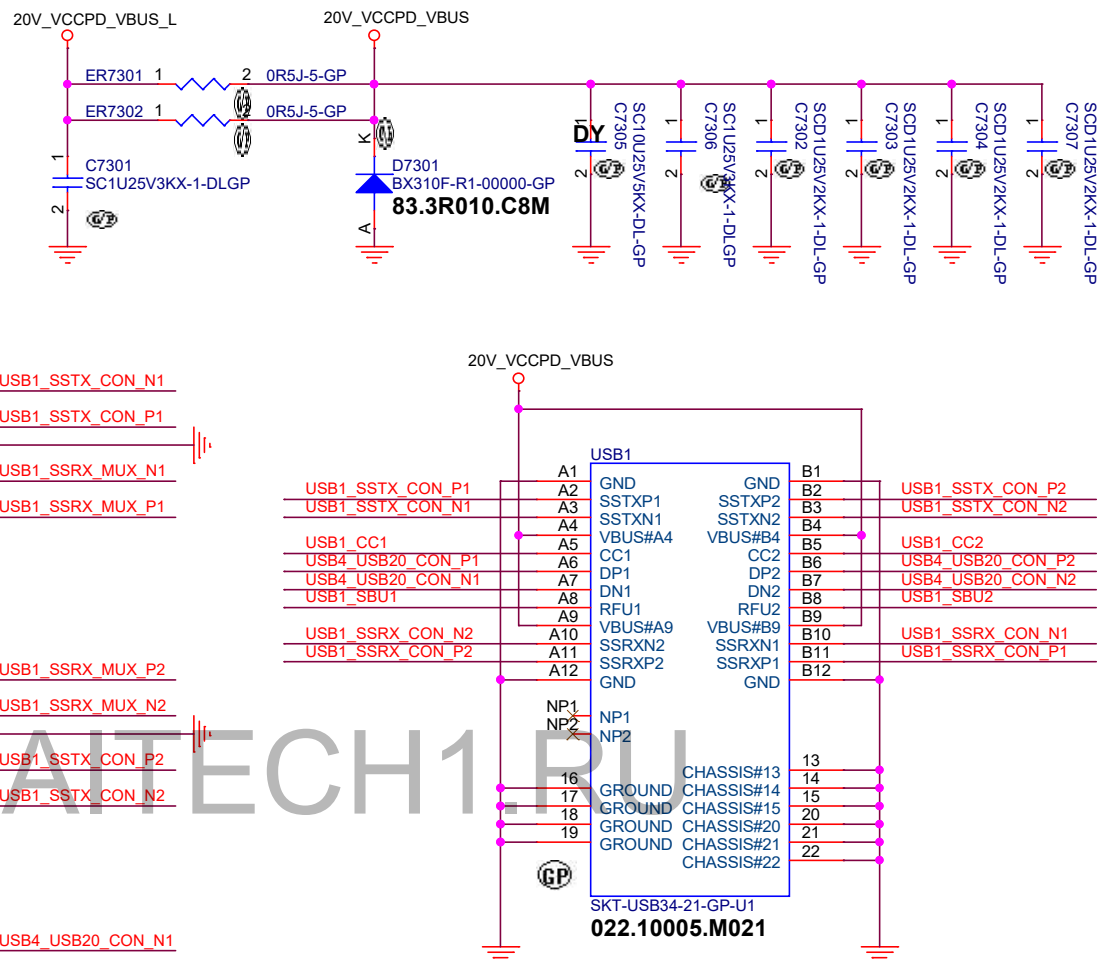 20V_VCCPD_VBUS_L
20V_VCCPD_VBUS
ER7301 1 2 0R5J-5-GP
ER7302 1 0R5J-5-GP
1
C7301
SC1U25V3KX-1-DLGP
2
G/P
K
D7301
BX310F-R1-00000-GP
83.3R010.C8M
A
DY
1
2
C7305
SC10U25V5KX-DL-GP
G/P
1
2
C7306
SC1U25V3KX-1-DLGP
G/P
1
2
C7302
SCD1U25V2KX-1-DL-GP
G/P
1
2
C7303
SCD1U25V2KX-1-DL-GP
G/P
1
2
C7304
SCD1U25V2KX-1-DL-GP
G/P
1
2
C7307
SCD1U25V2KX-1-DL-GP
G/P
USB1_SSTX_CON_N1
USB1_SSTX_CON_P1
USB1_SSRX_MUX_N1
USB1_SSRX_MUX_P1
USB1_SSRX_MUX_P2
USB1_SSRX_MUX_N2
USB1_SSTX_CON_P2
USB1_SSTX_CON_N2
USB4_USB20_CON_N1
20V_VCCPD_VBUS
USB1
A1 GND GND B1
USB1_SSTX_CON_P1 A2 SSTXP1 SSTXP2 B2 USB1_SSTX_CON_P2
USB1_SSTX_CON_N1 A3 SSTXN1 SSTXN2 B3 USB1_SSTX_CON_N2
A4 VBUS#A4 VBUS#B4 B4
USB1_CC1 A5 CC1 CC2 B5 USB1_CC2
USB4_USB20_CON_P1 A6 DP1 DP2 B6 USB4_USB20_CON_P2
USB4_USB20_CON_N1 A7 DN1 DN2 B7 USB4_USB20_CON_N2
USB1_SBU1 A8 RFU1 RFU2 B8 USB1_SBU2
A9 VBUS#A9 VBUS#B9 B9
USB1_SSRX_CON_N2 A10 SSRXN2 SSRXN1 B10 USB1_SSRX_CON_N1
USB1_SSRX_CON_P2 A11 SSRXP2 SSRXP1 B11 USB1_SSRX_CON_P1
A12 GND GND B12
NP1 NP1
NP2 NP2
CHASSIS#13 13
16 GROUND CHASSIS#14 14
17 GROUND CHASSIS#15 15
18 GROUND CHASSIS#20 20
19 GROUND CHASSIS#21 21
CHASSIS#22 22
GP
SKT-USB34-21-GP-U1
022.10005.M021
AITECH1.RU